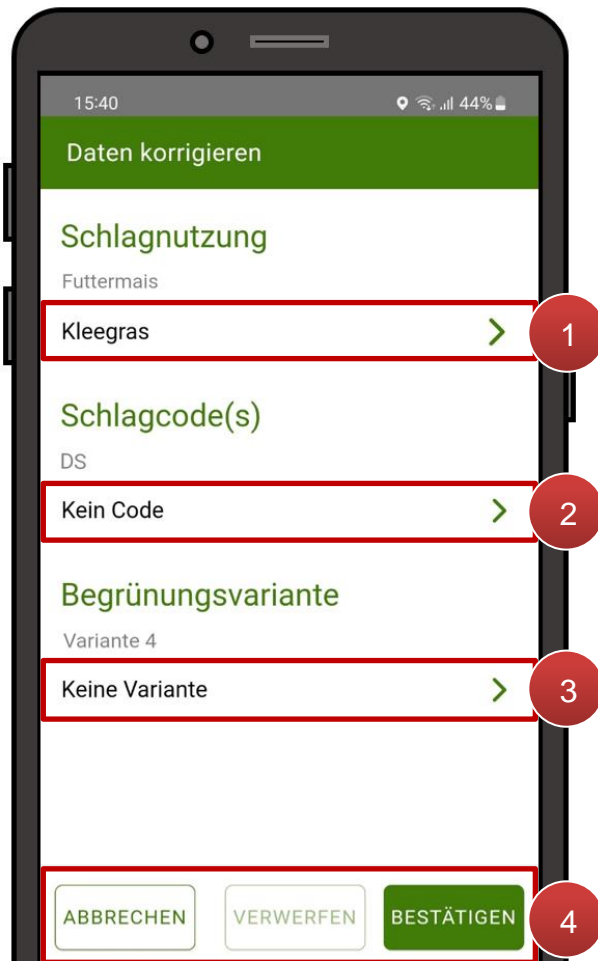 15:40 44%
Daten korrigieren
Schlagnutzung
Futtermais
Kleegras
1
Schlagcode(s)
DS
Kein Code
2
Begrünungsvariante
Variante 4
Keine Variante
3
ABBRECHEN VERWERFEN BESTÄTIGEN
4